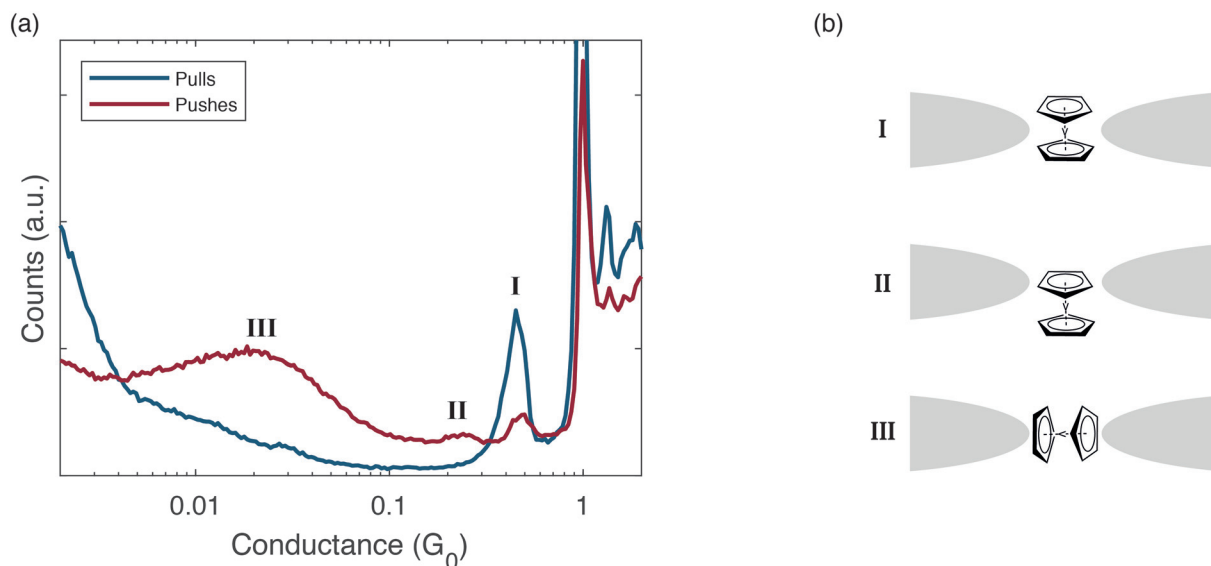 (a)
Counts (a.u.)
Pulls
Pushes
III
II
I
0.01
0.1
1
Conductance (G0)
(b)
I
V
II
V
III
V